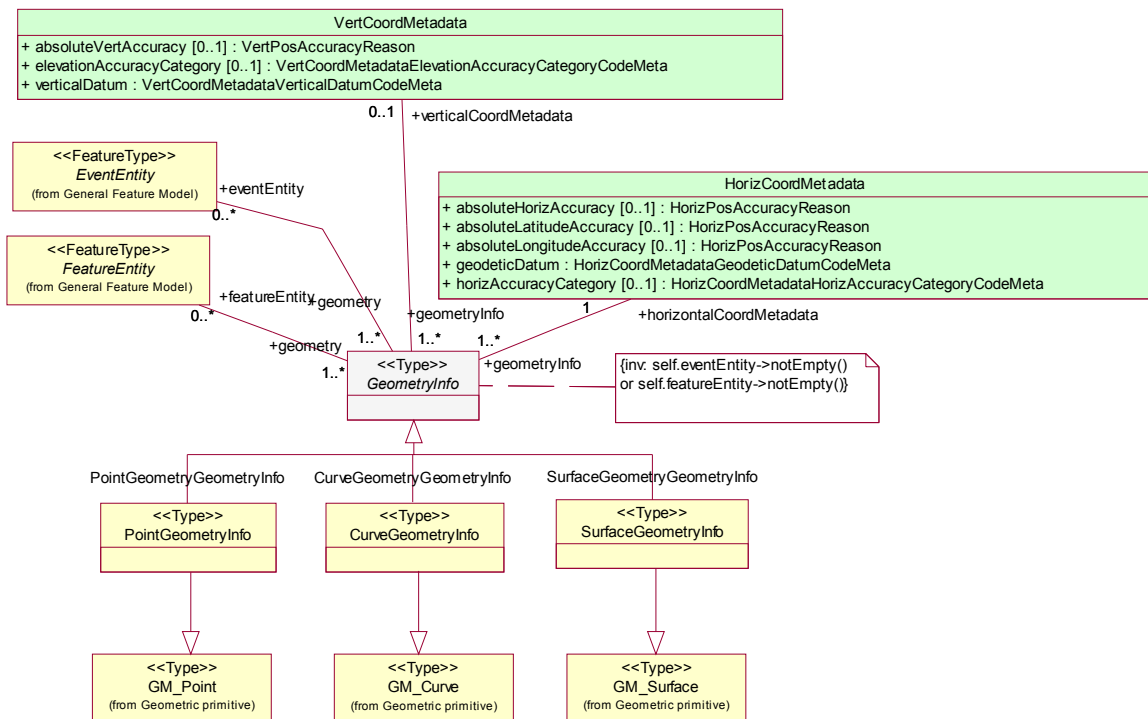 VertCoordMetadata
+ absoluteVertAccuracy [0..1] : VertPosAccuracyReason
+ elevationAccuracyCategory [0..1] : VertCoordMetadataElevationAccuracyCategoryCodeMeta
+ verticalDatum : VertCoordMetadataVerticalDatumCodeMeta
0..1
+verticalCoordMetadata
<<FeatureType>>
EventEntity
(from General Feature Model)
+eventEntity
0..*
HorizCoordMetadata
+ absoluteHorizAccuracy [0..1] : HorizPosAccuracyReason
+ absoluteLatitudeAccuracy [0..1] : HorizPosAccuracyReason
+ absoluteLongitudeAccuracy [0..1] : HorizPosAccuracyReason
+ geodeticDatum : HorizCoordMetadataGeodeticDatumCodeMeta
+ horizAccuracyCategory [0..1] : HorizCoordMetadataHorizAccuracyCategoryCodeMeta
<<FeatureType>>
FeatureEntity
(from General Feature Model)
+featureEntity
0..*
+geometry
1..*
+geometryInfo
1..*
1
+horizontalCoordMetadata
1..*
+geometryInfo
+geometry
1..*
<<Type>>
GeometryInfo
{inv: self.eventEntity->notEmpty()
or self.featureEntity->notEmpty()}
PointGeometryGeometryInfo
CurveGeometryGeometryInfo
SurfaceGeometryGeometryInfo
<<Type>>
PointGeometryInfo
<<Type>>
CurveGeometryInfo
<<Type>>
SurfaceGeometryInfo
<<Type>>
GM_Point
(from Geometric primitive)
<<Type>>
GM_Curve
(from Geometric primitive)
<<Type>>
GM_Surface
(from Geometric primitive)